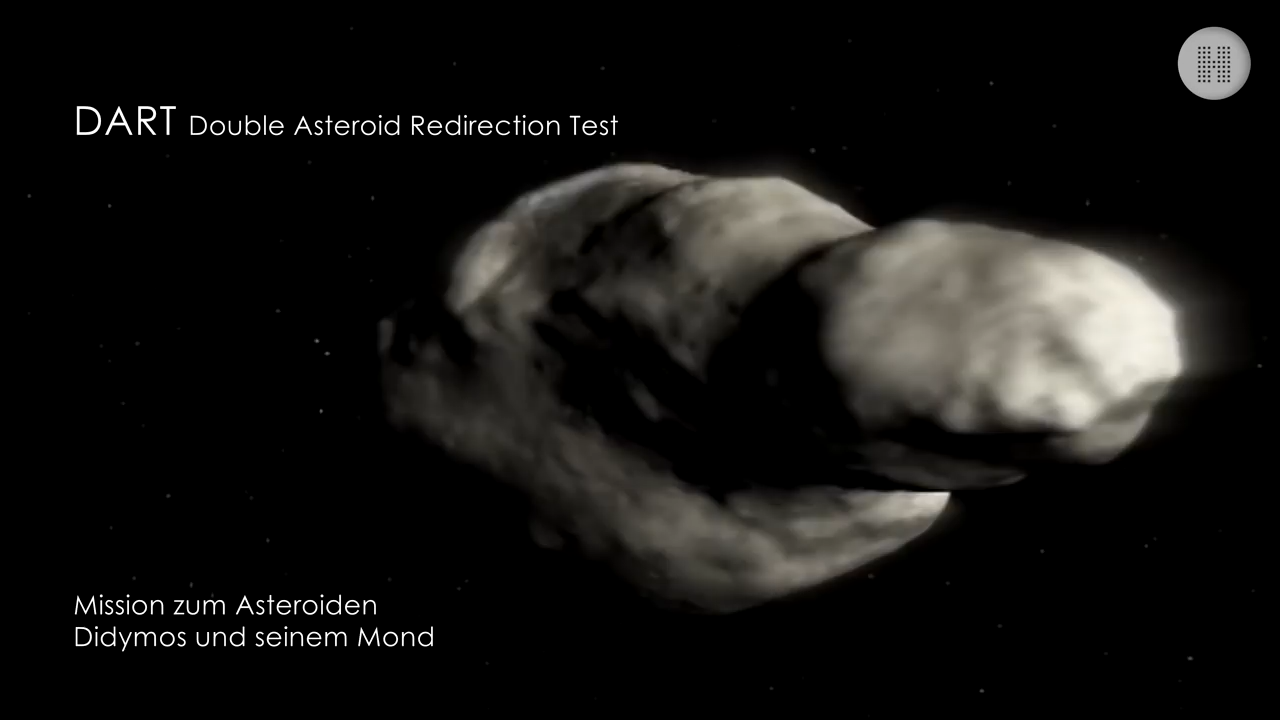 H
DART Double Asteroid Redirection Test
Mission zum Asteroiden
Didymos und seinem Mond